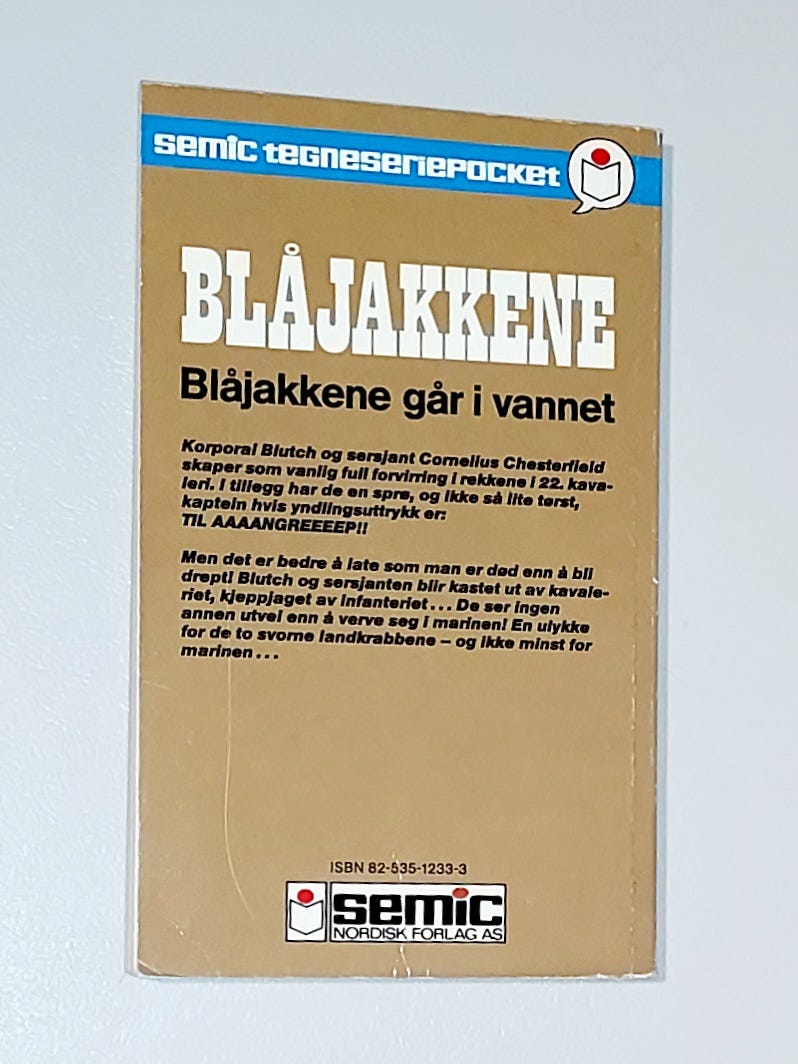 semic tegneseriepocket
BLÅJAKKENE
Blåjakkene går i vannet
Korporal Blutch og sersjant Cornelius Chesterfield
skaper som vanlig full forvirring i rekkene i 22. kava-
leri. I tillegg har de en sprø, og ikke så lite tørst,
kaptein hvis yndlingsuttrykk er:
TIL AAAANGREEEEP!!
Men det er bedre å late som man er død enn å bli
drept! Blutch og sersjanten blir kastet ut av kavale-
riet, kjeppjaget av infanteriet... De ser ingen
annen utvei enn å verve seg i marinen! En ulykke
for de to svorne landkrabbene – og ikke minst for
marinen...
ISBN 82-535-1233-3
semic
NORDISK FORLAG AS